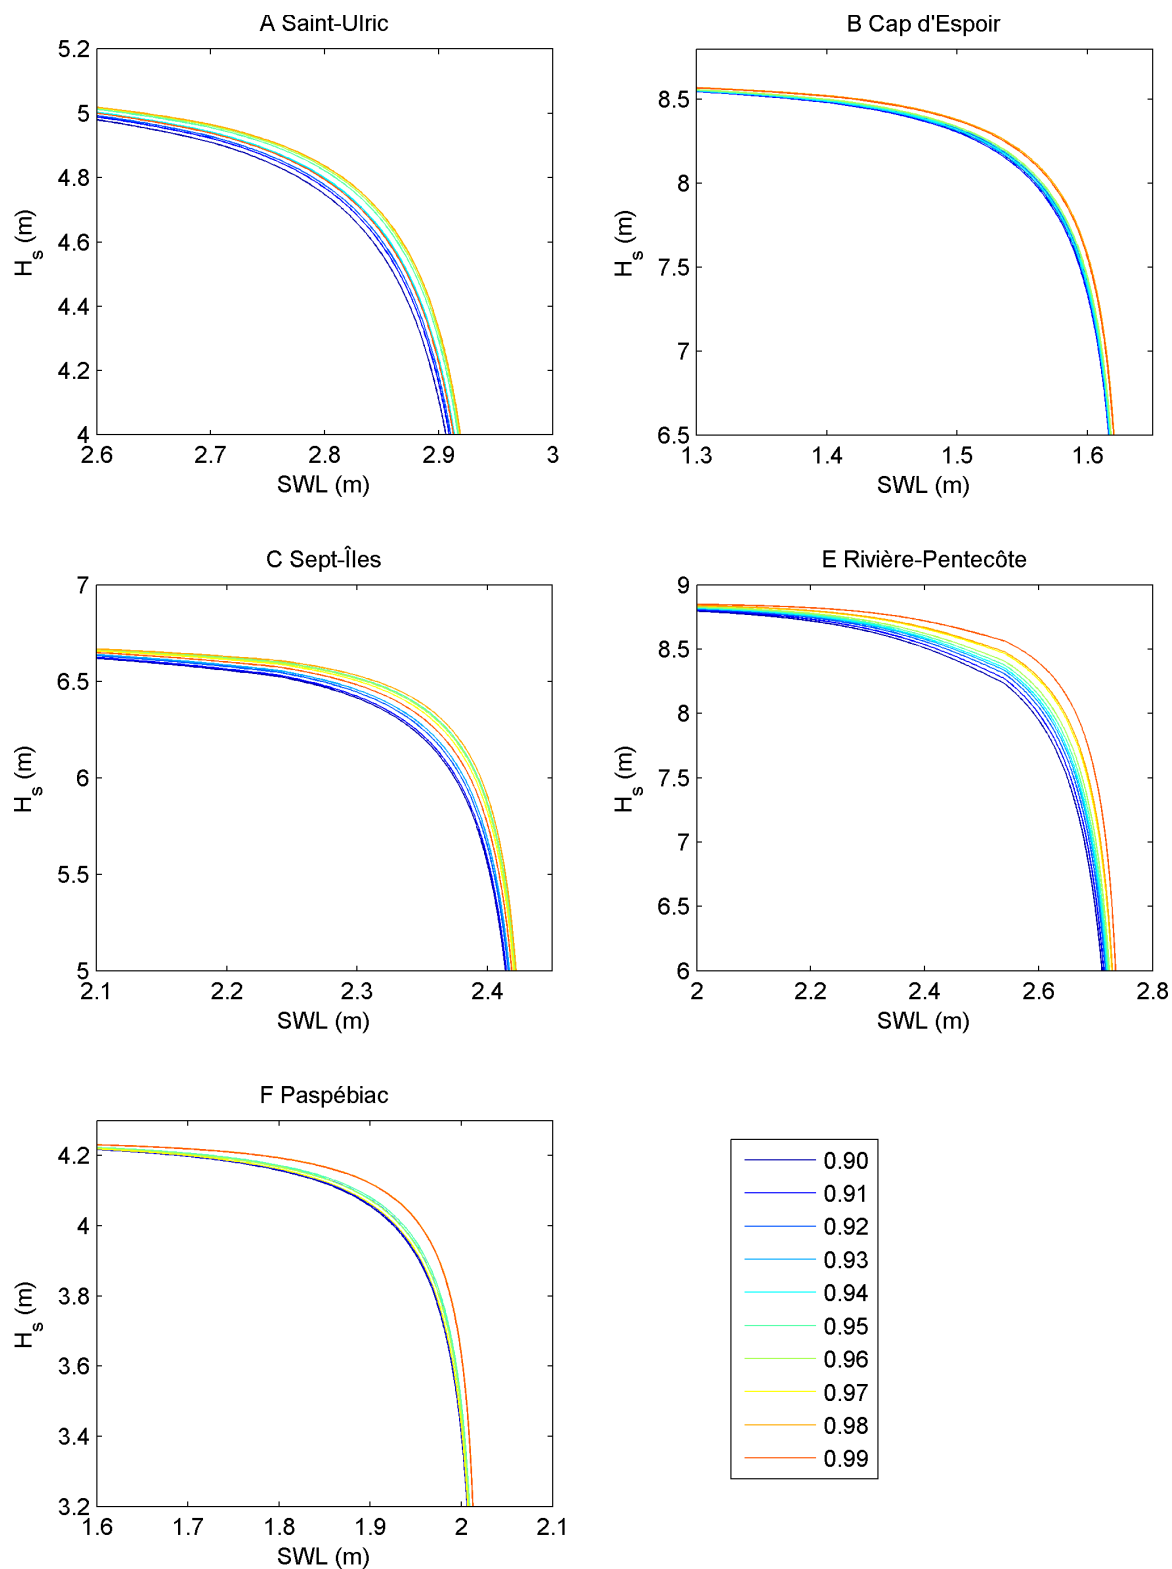 A Saint-Ulric
5.2
5
4.8
4.6
4.4
4.2
4
H_s (m)
2.6 2.7 2.8 2.9 3
SWL (m)
B Cap d'Espoir
8.5
8
7.5
7
6.5
H_s (m)
1.3 1.4 1.5 1.6
SWL (m)
C Sept-Îles
7
6.5
6
5.5
5
H_s (m)
2.1 2.2 2.3 2.4
SWL (m)
E Rivière-Pentecôte
9
8.5
8
7.5
7
6.5
6
H_s (m)
2 2.2 2.4 2.6 2.8
SWL (m)
F Paspébiac
4.2
4
3.8
3.6
3.4
3.2
H_s (m)
1.6 1.7 1.8 1.9 2 2.1
SWL (m)
0.90
0.91
0.92
0.93
0.94
0.95
0.96
0.97
0.98
0.99